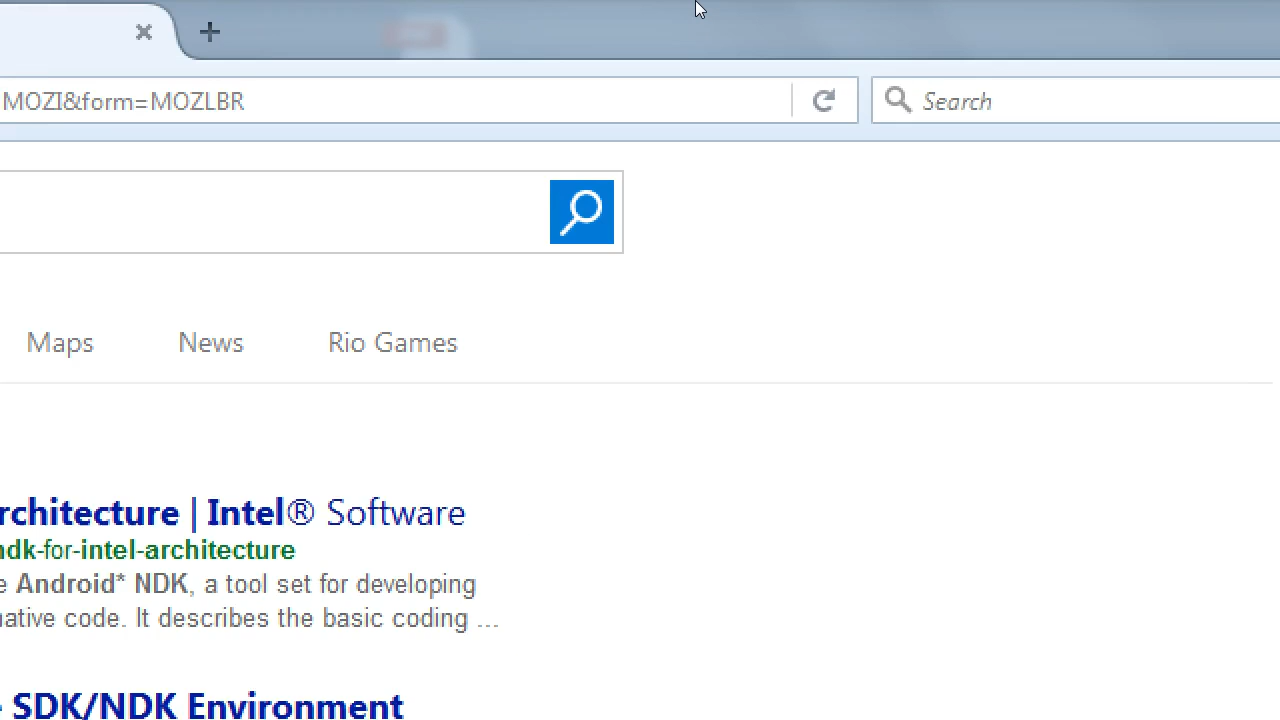 MOZI&form=MOZLBR
Search
Maps News Rio Games
rchitecture | Intel® Software
ndk-for-intel-architecture
e Android* NDK, a tool set for developing
native code. It describes the basic coding ...
e SDK/NDK Environment